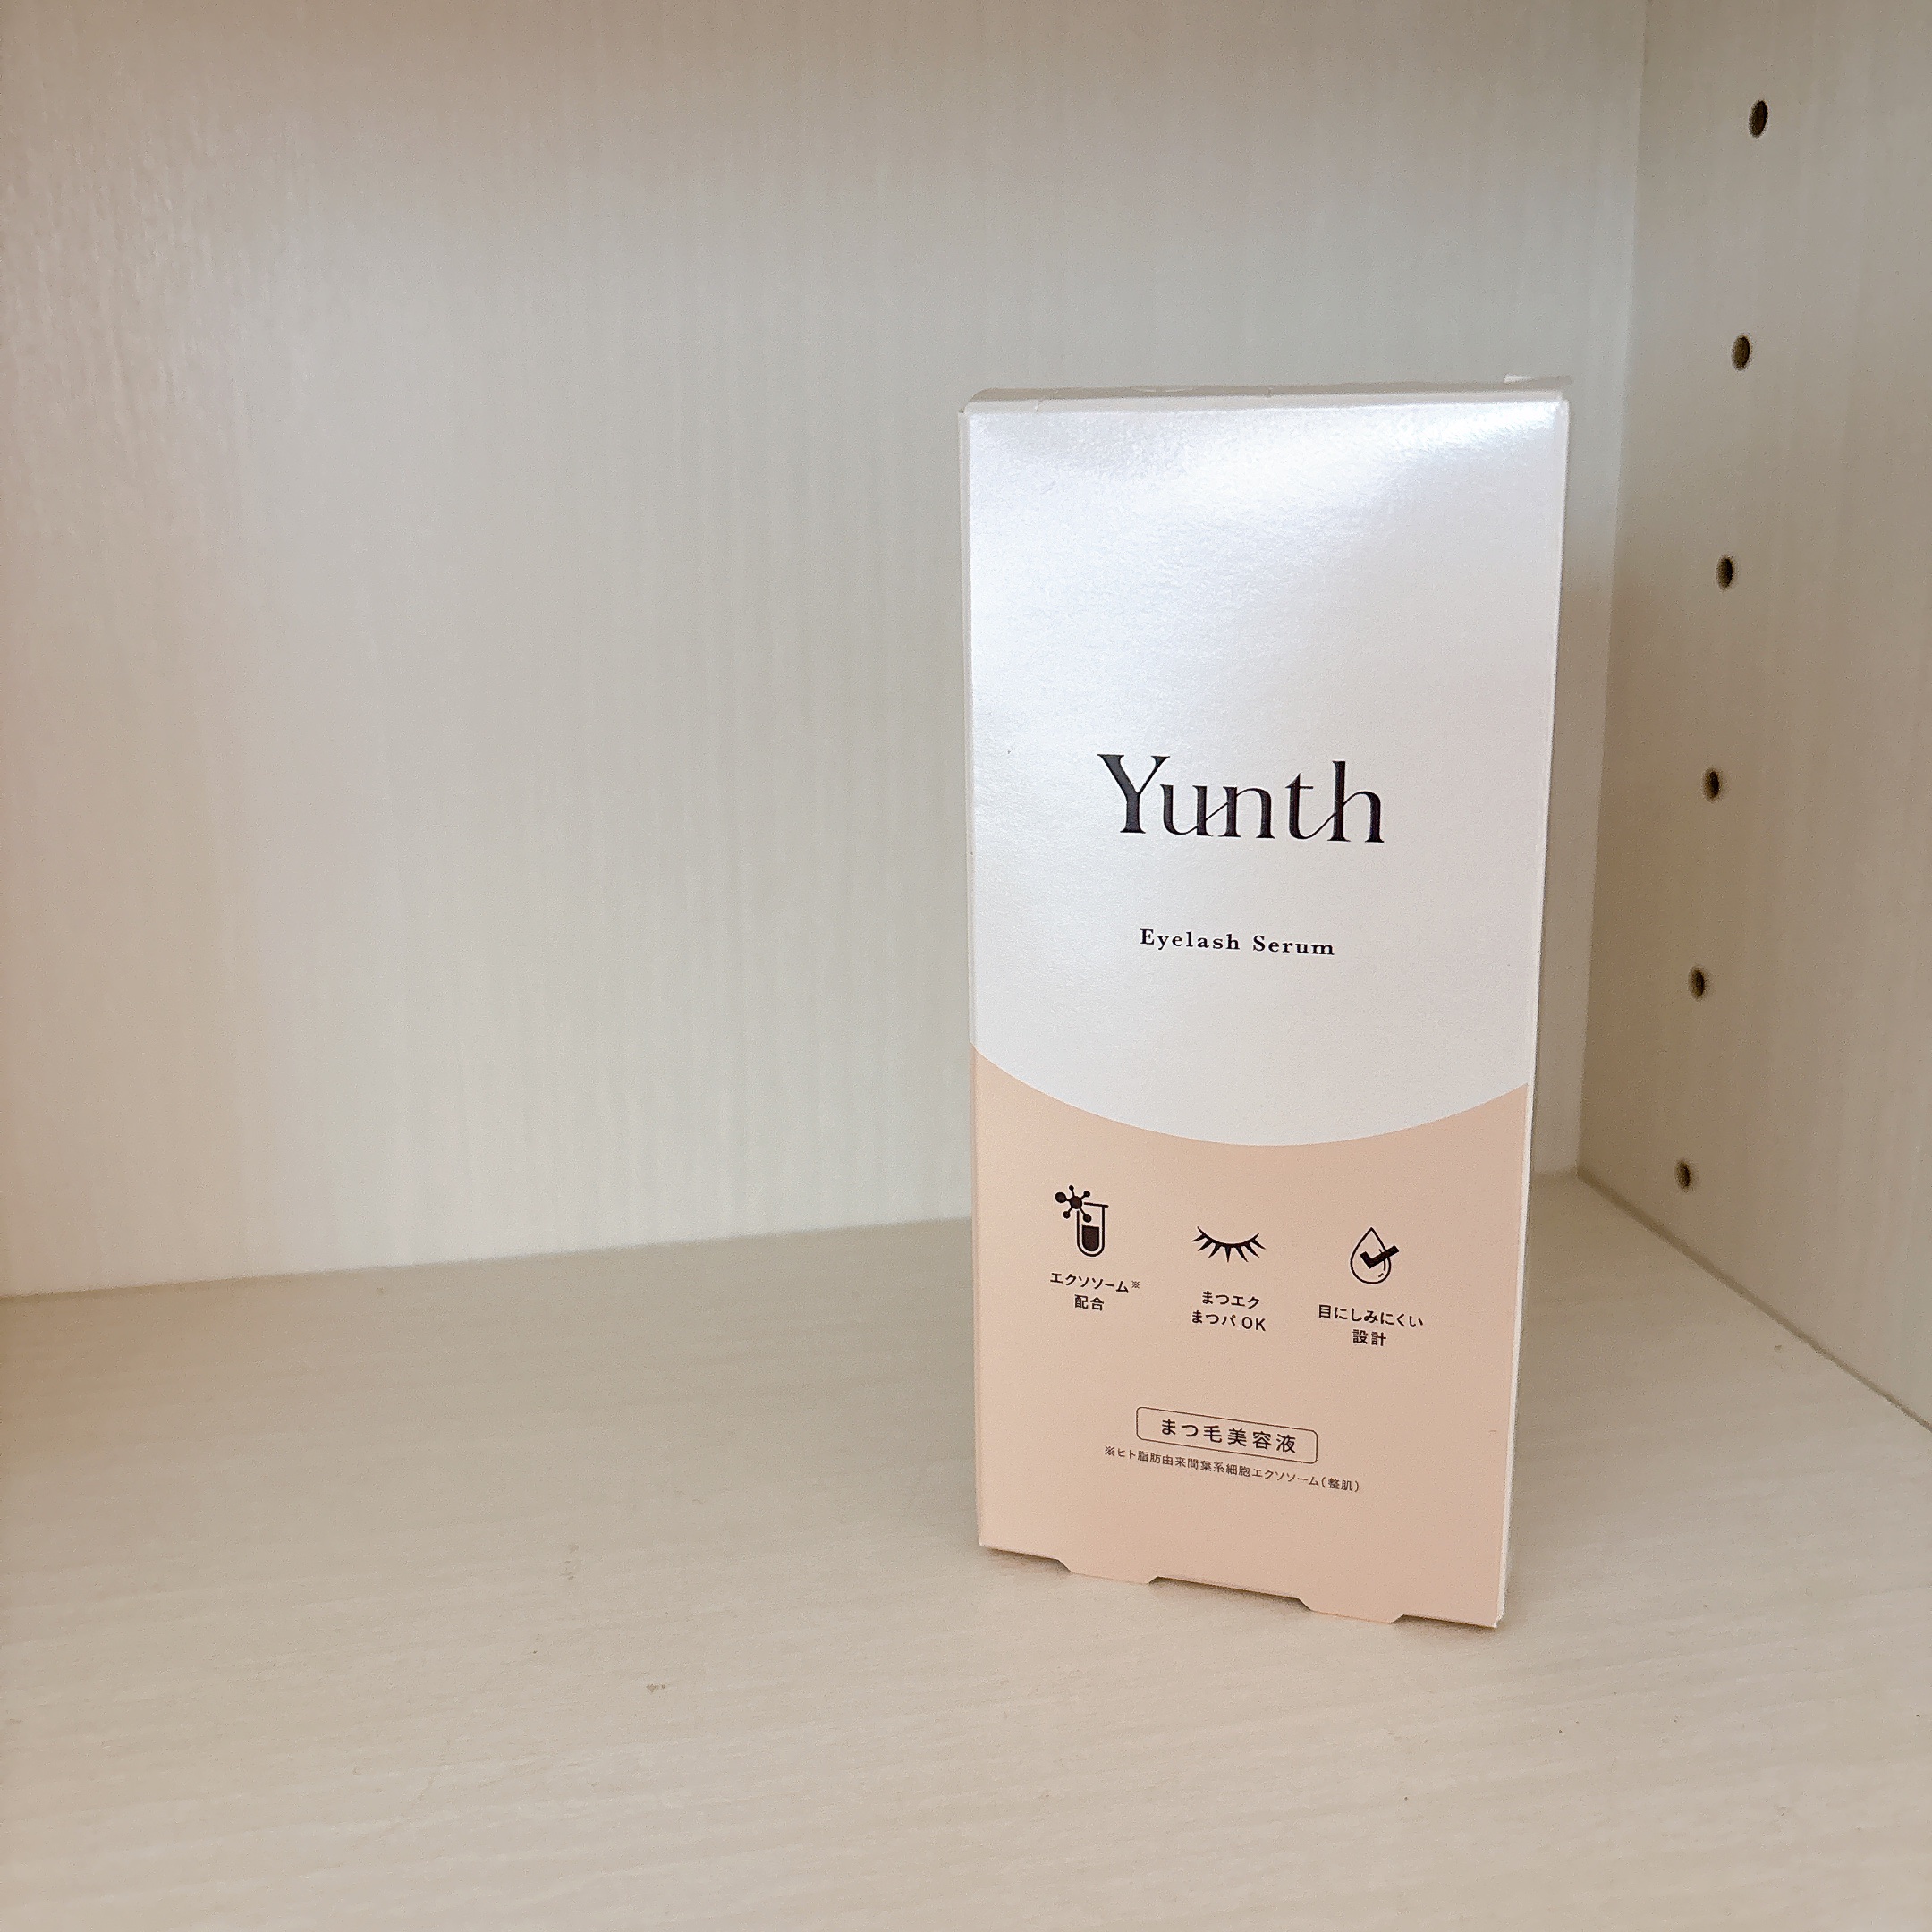 Yunth
Eyelash Serum
エクソソーム※
配合
まつエク
まつパ OK
目にしみにくい
設計
まつ毛美容液
※ヒト脂肪由来間葉系細胞エクソソーム(整肌)